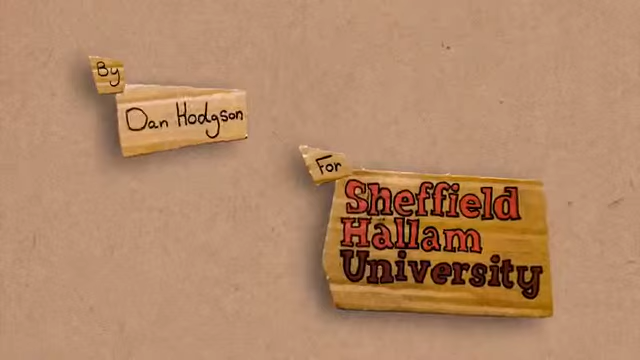 By
Dan Hodgson
For
Sheffield
Hallam
University